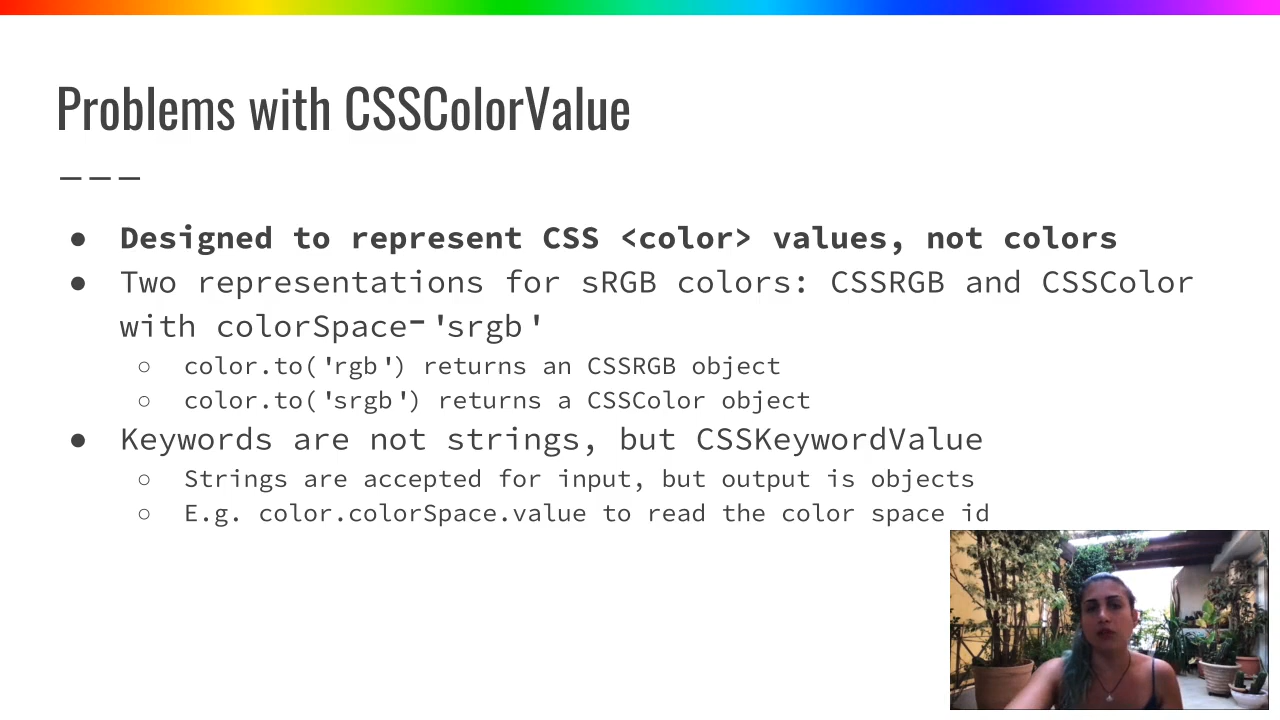 Problems with CSSColorValue
———
● Designed to represent CSS <color> values, not colors
● Two representations for sRGB colors: CSSRGB and CSSColor
with colorSpace='srgb'
○ color.to('rgb') returns an CSSRGB object
○ color.to('srgb') returns a CSSColor object
● Keywords are not strings, but CSSKeywordValue
○ Strings are accepted for input, but output is objects
○ E.g. color.colorSpace.value to read the color space id